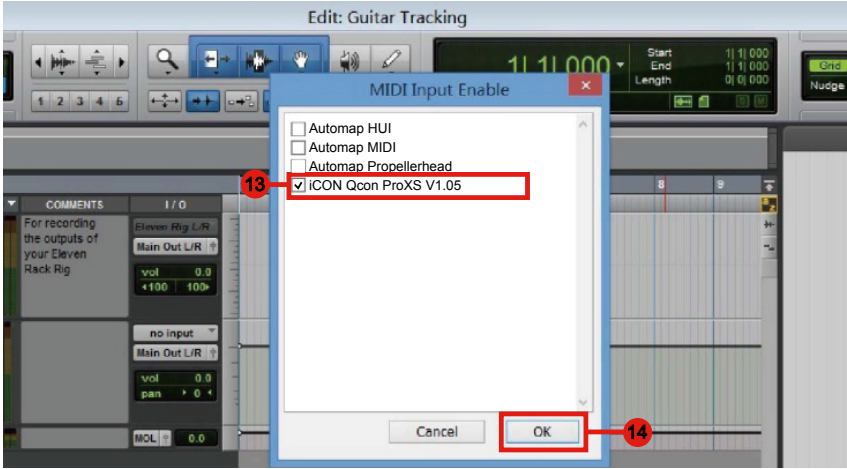 Edit: Guitar Tracking
1| 1| 000
Start 1| 1| 000
End 1| 1| 000
Length 0| 0| 000
Grid
Nudge
1 2 3 4 5
MIDI Input Enable
Automap HUI
Automap MIDI
Automap Propellerhead
13
iCON Qcon ProXS V1.05
8 9
COMMENTS I / O
For recording
the outputs of
your Eleven
Rack Rig
Eleven Rig L/R
Main Out L/R
vol 0.0
100 100
no input
Main Out L/R
vol 0.0
pan 0
Cancel OK
14
MOL 0.0